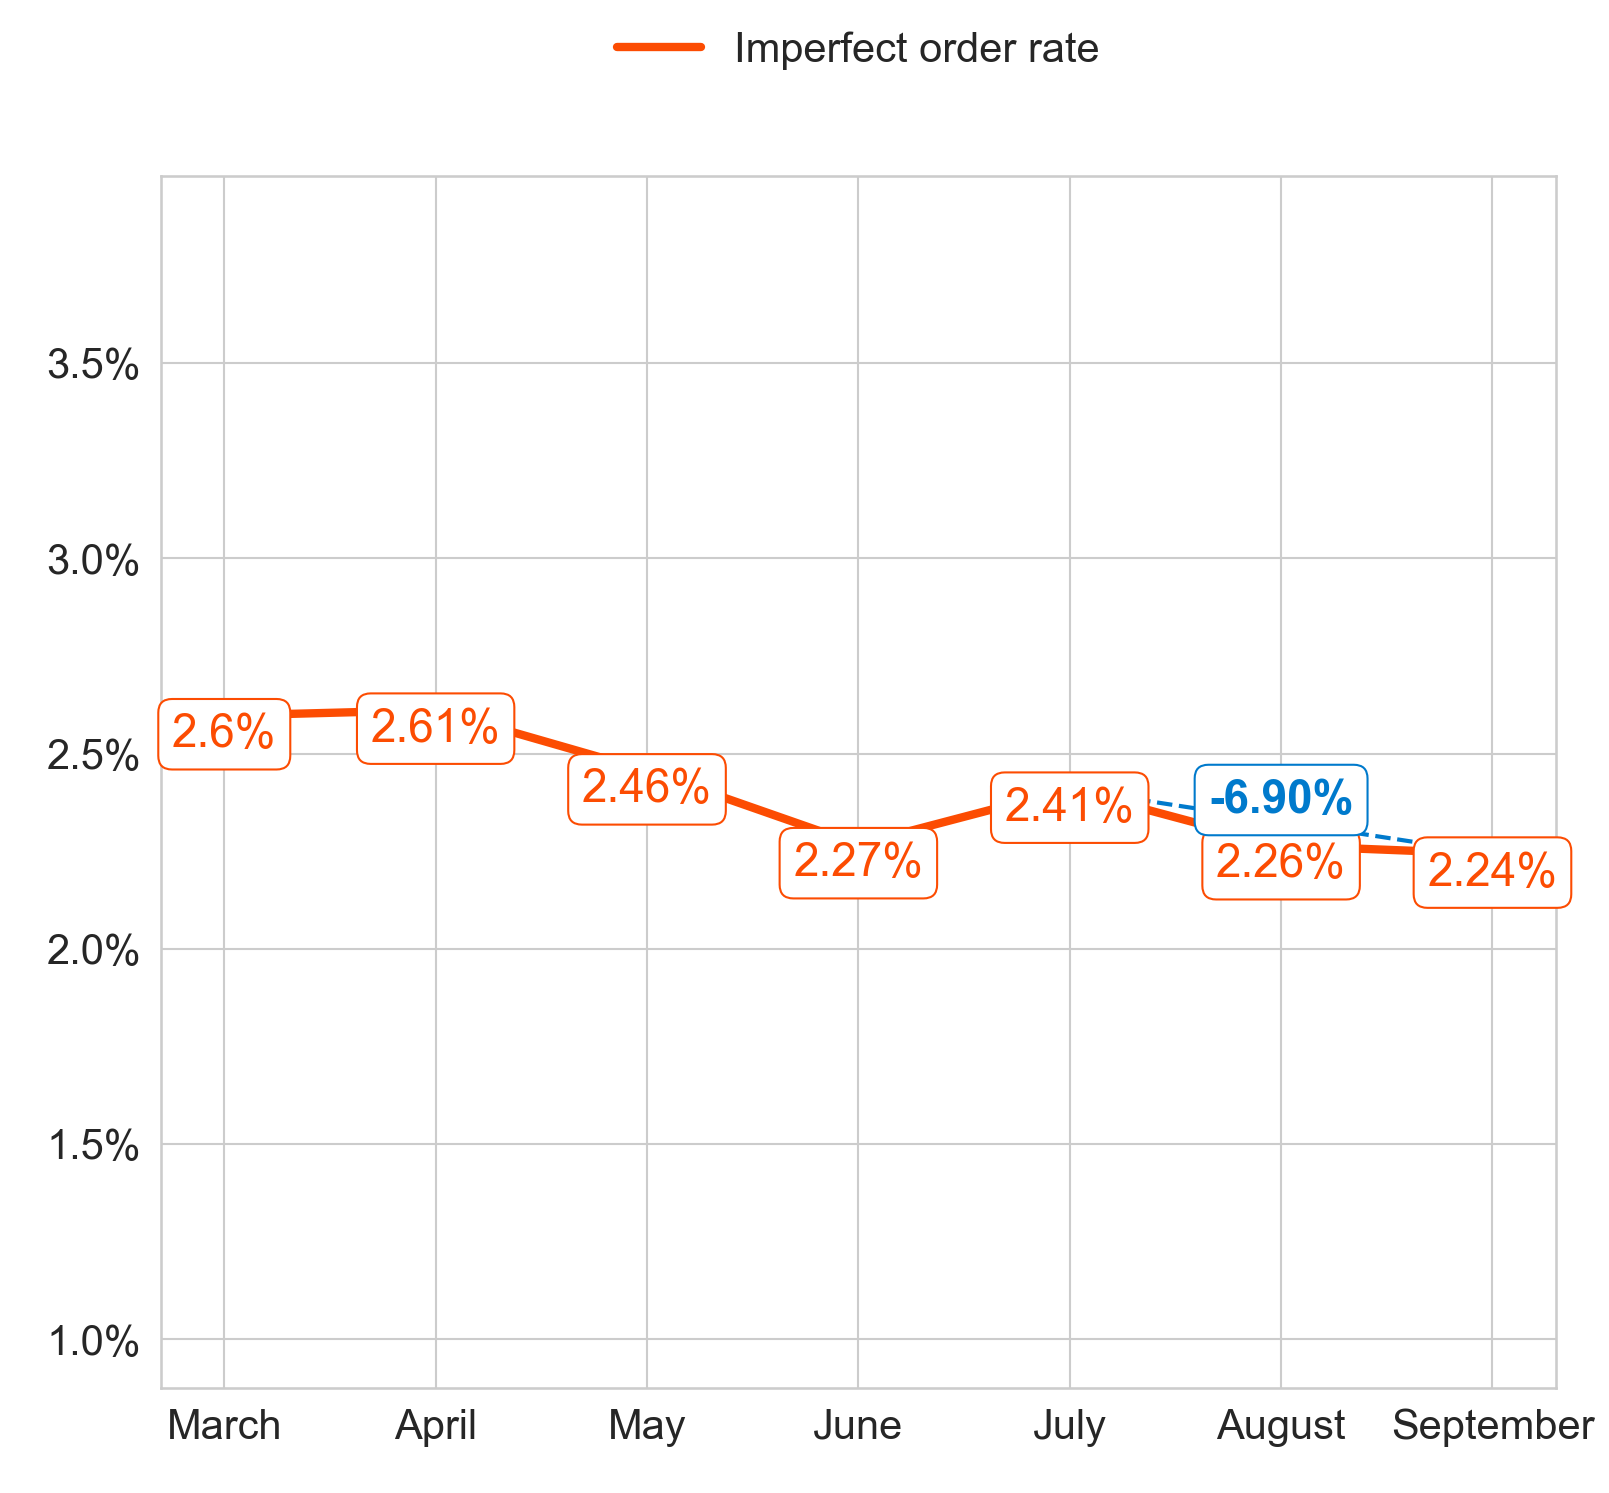 Imperfect order rate
3.5%
3.0%
2.5%
2.0%
1.5%
1.0%
2.6%
2.61%
2.46%
2.27%
2.41%
-6.90%
2.26%
2.24%
March
April
May
June
July
August
September